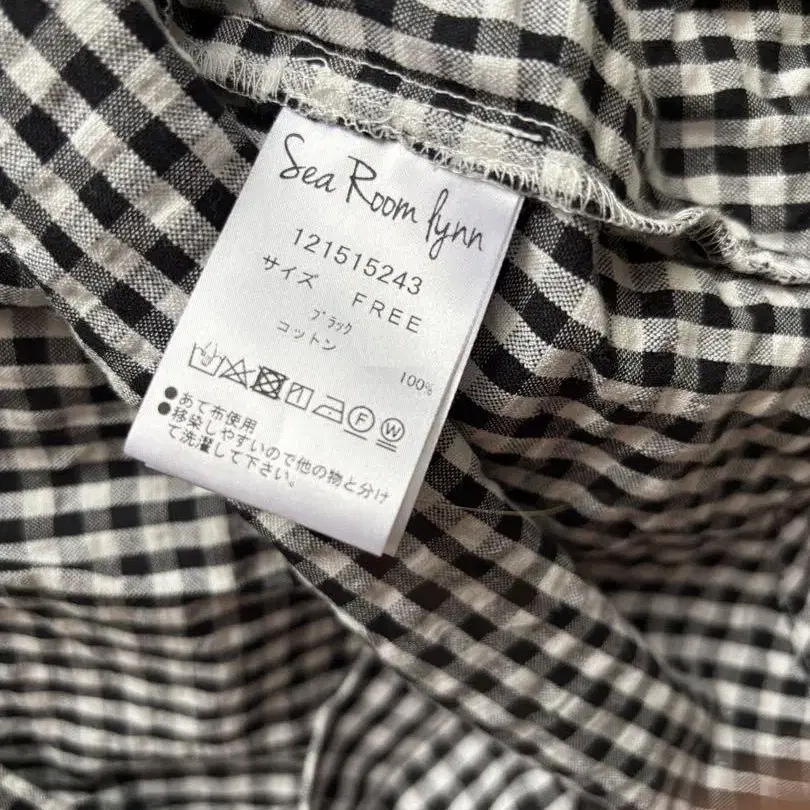 Sea Room lynn
121515243
サイズ FREE
ブラック
コットン
100%
●あて布使用
●移染しやすいので他の物と分け
て洗濯して下さい。